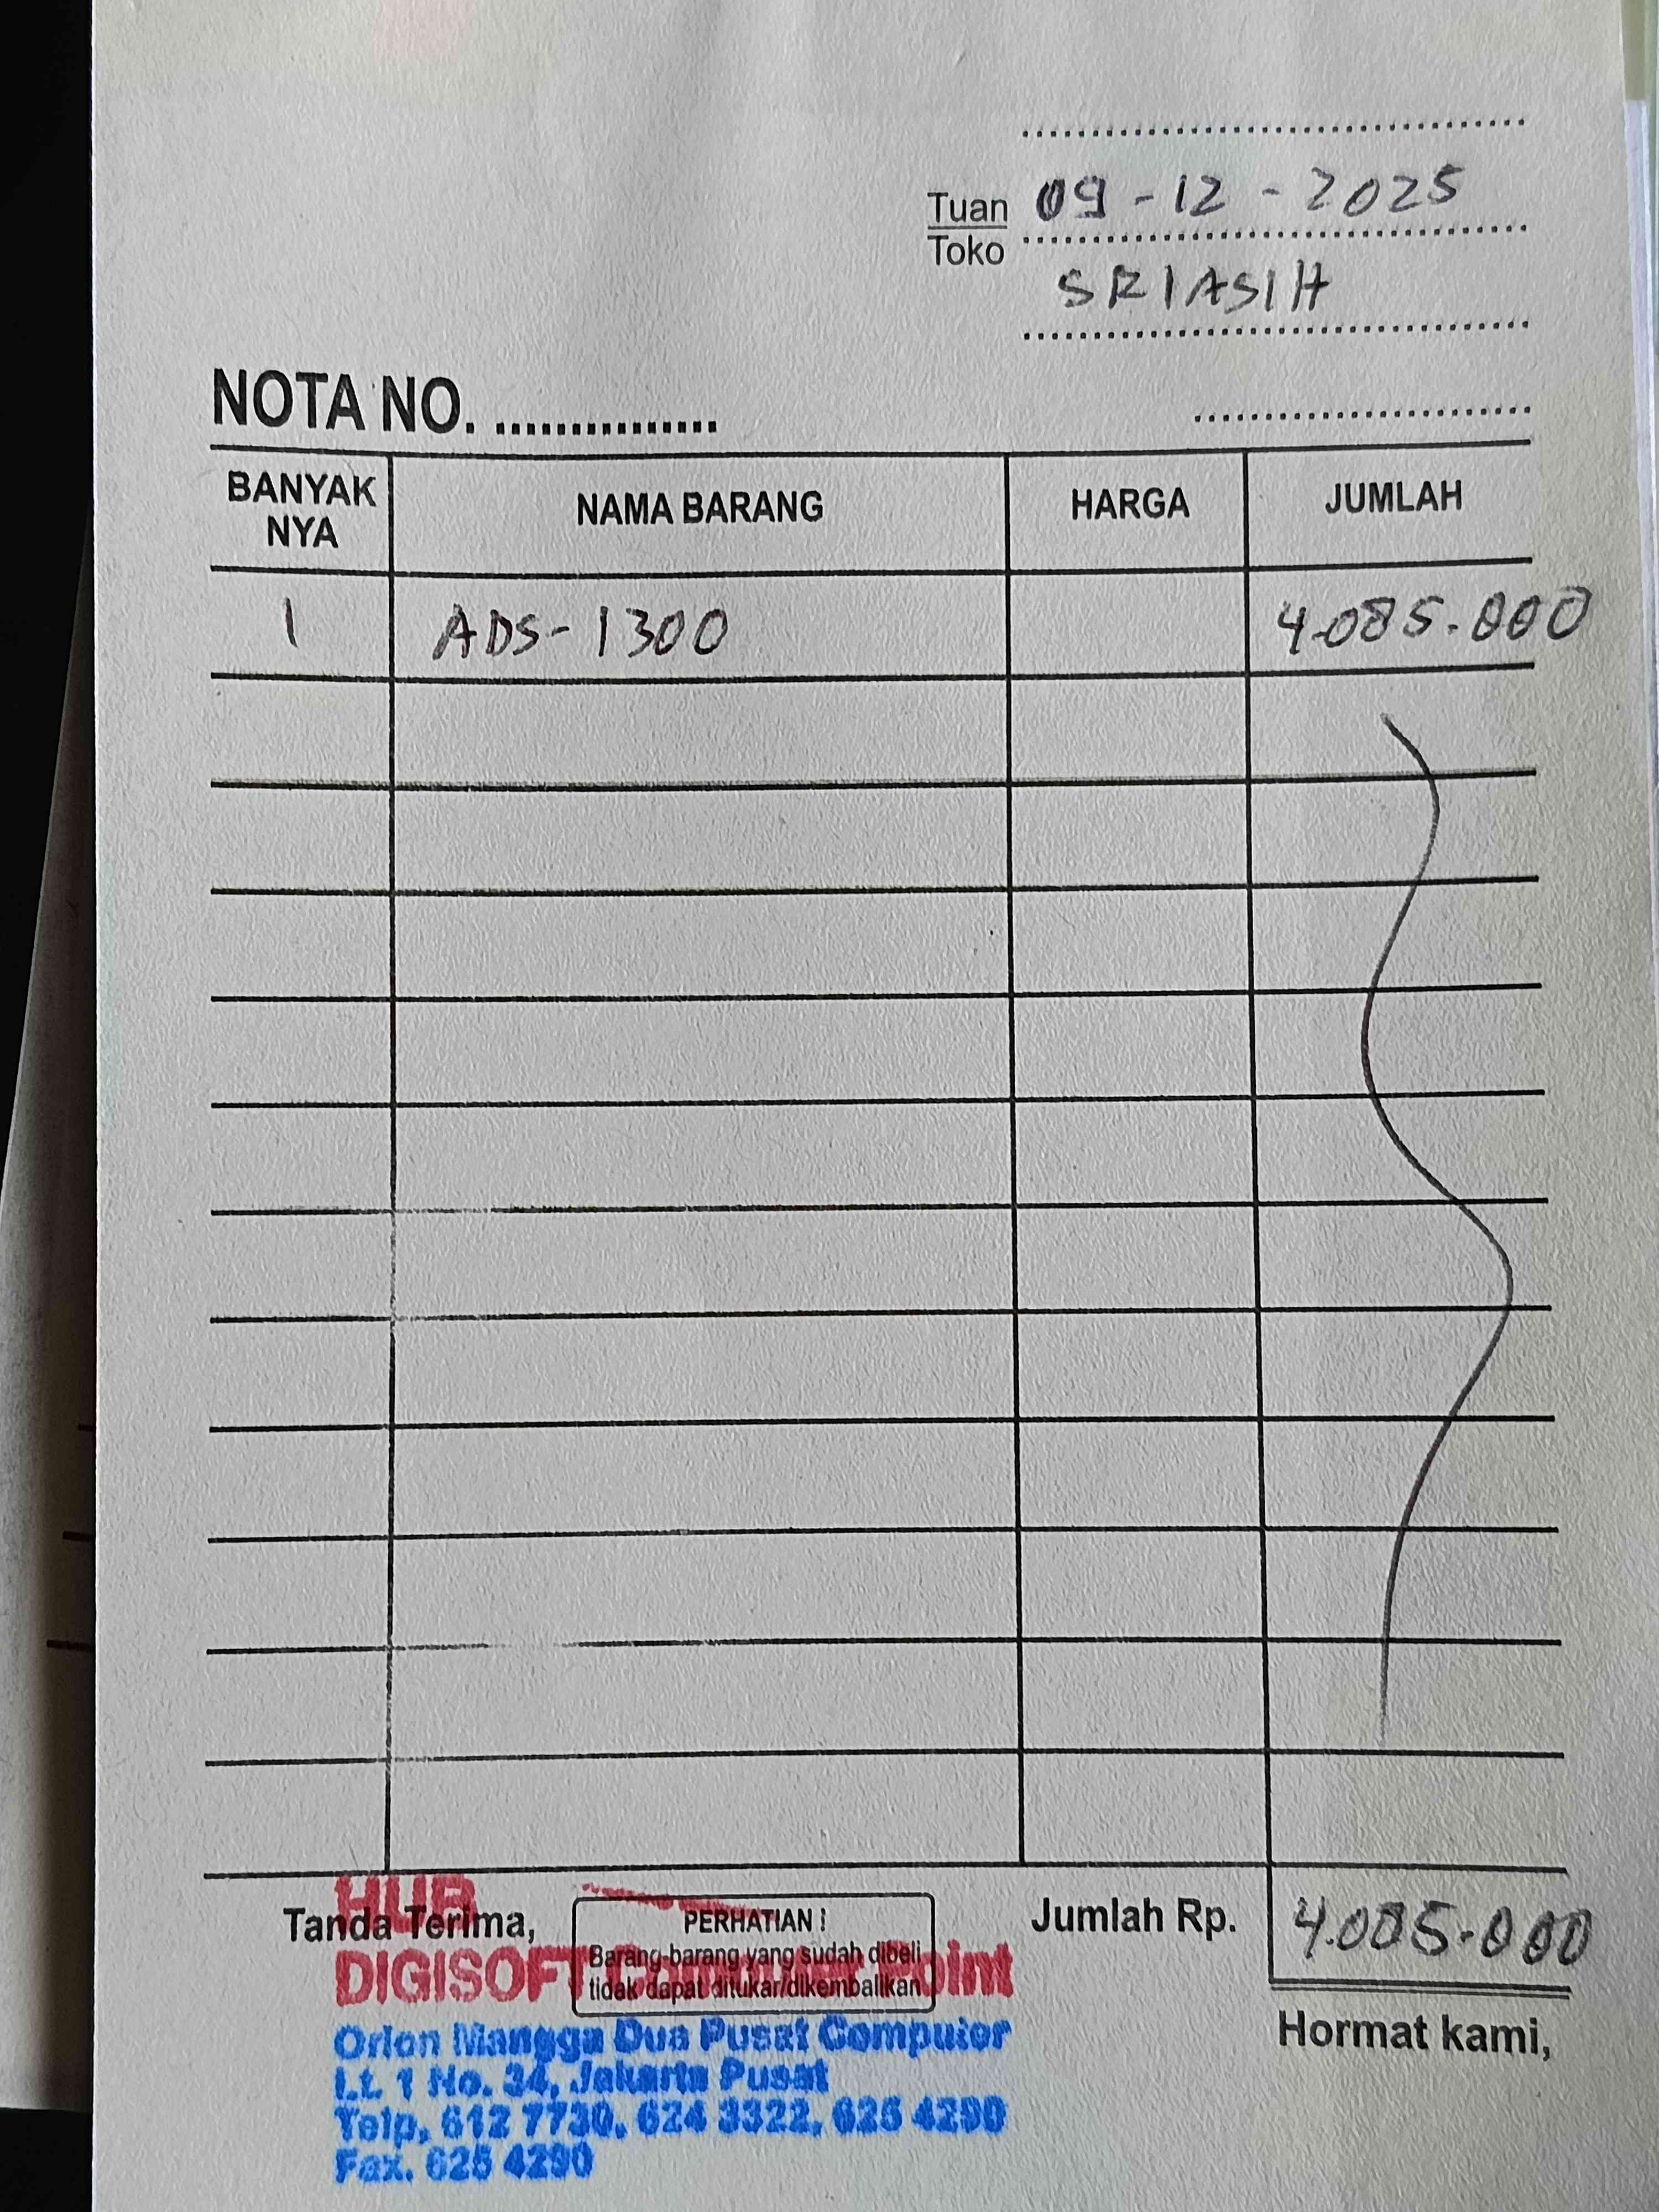 Tuan 09-12-2025
Toko
SRIASIH
NOTA NO. ...............
BANYAK NYA NAMA BARANG HARGA JUMLAH
1 ADS-1300 4.085.000
Tanda Terima,
PERHATIAN !
Barang-barang yang sudah dibeli
tidak dapat ditukar/dikembalikan
Jumlah Rp. 4.085.000
Hormat kami,
HUB
DIGISOFT Computer Point
Orion Mangga Dua Pusat Computer
Lt. 1 No. 34, Jakarta Pusat
Telp. 612 7730, 624 3322, 625 4290
Fax. 625 4290